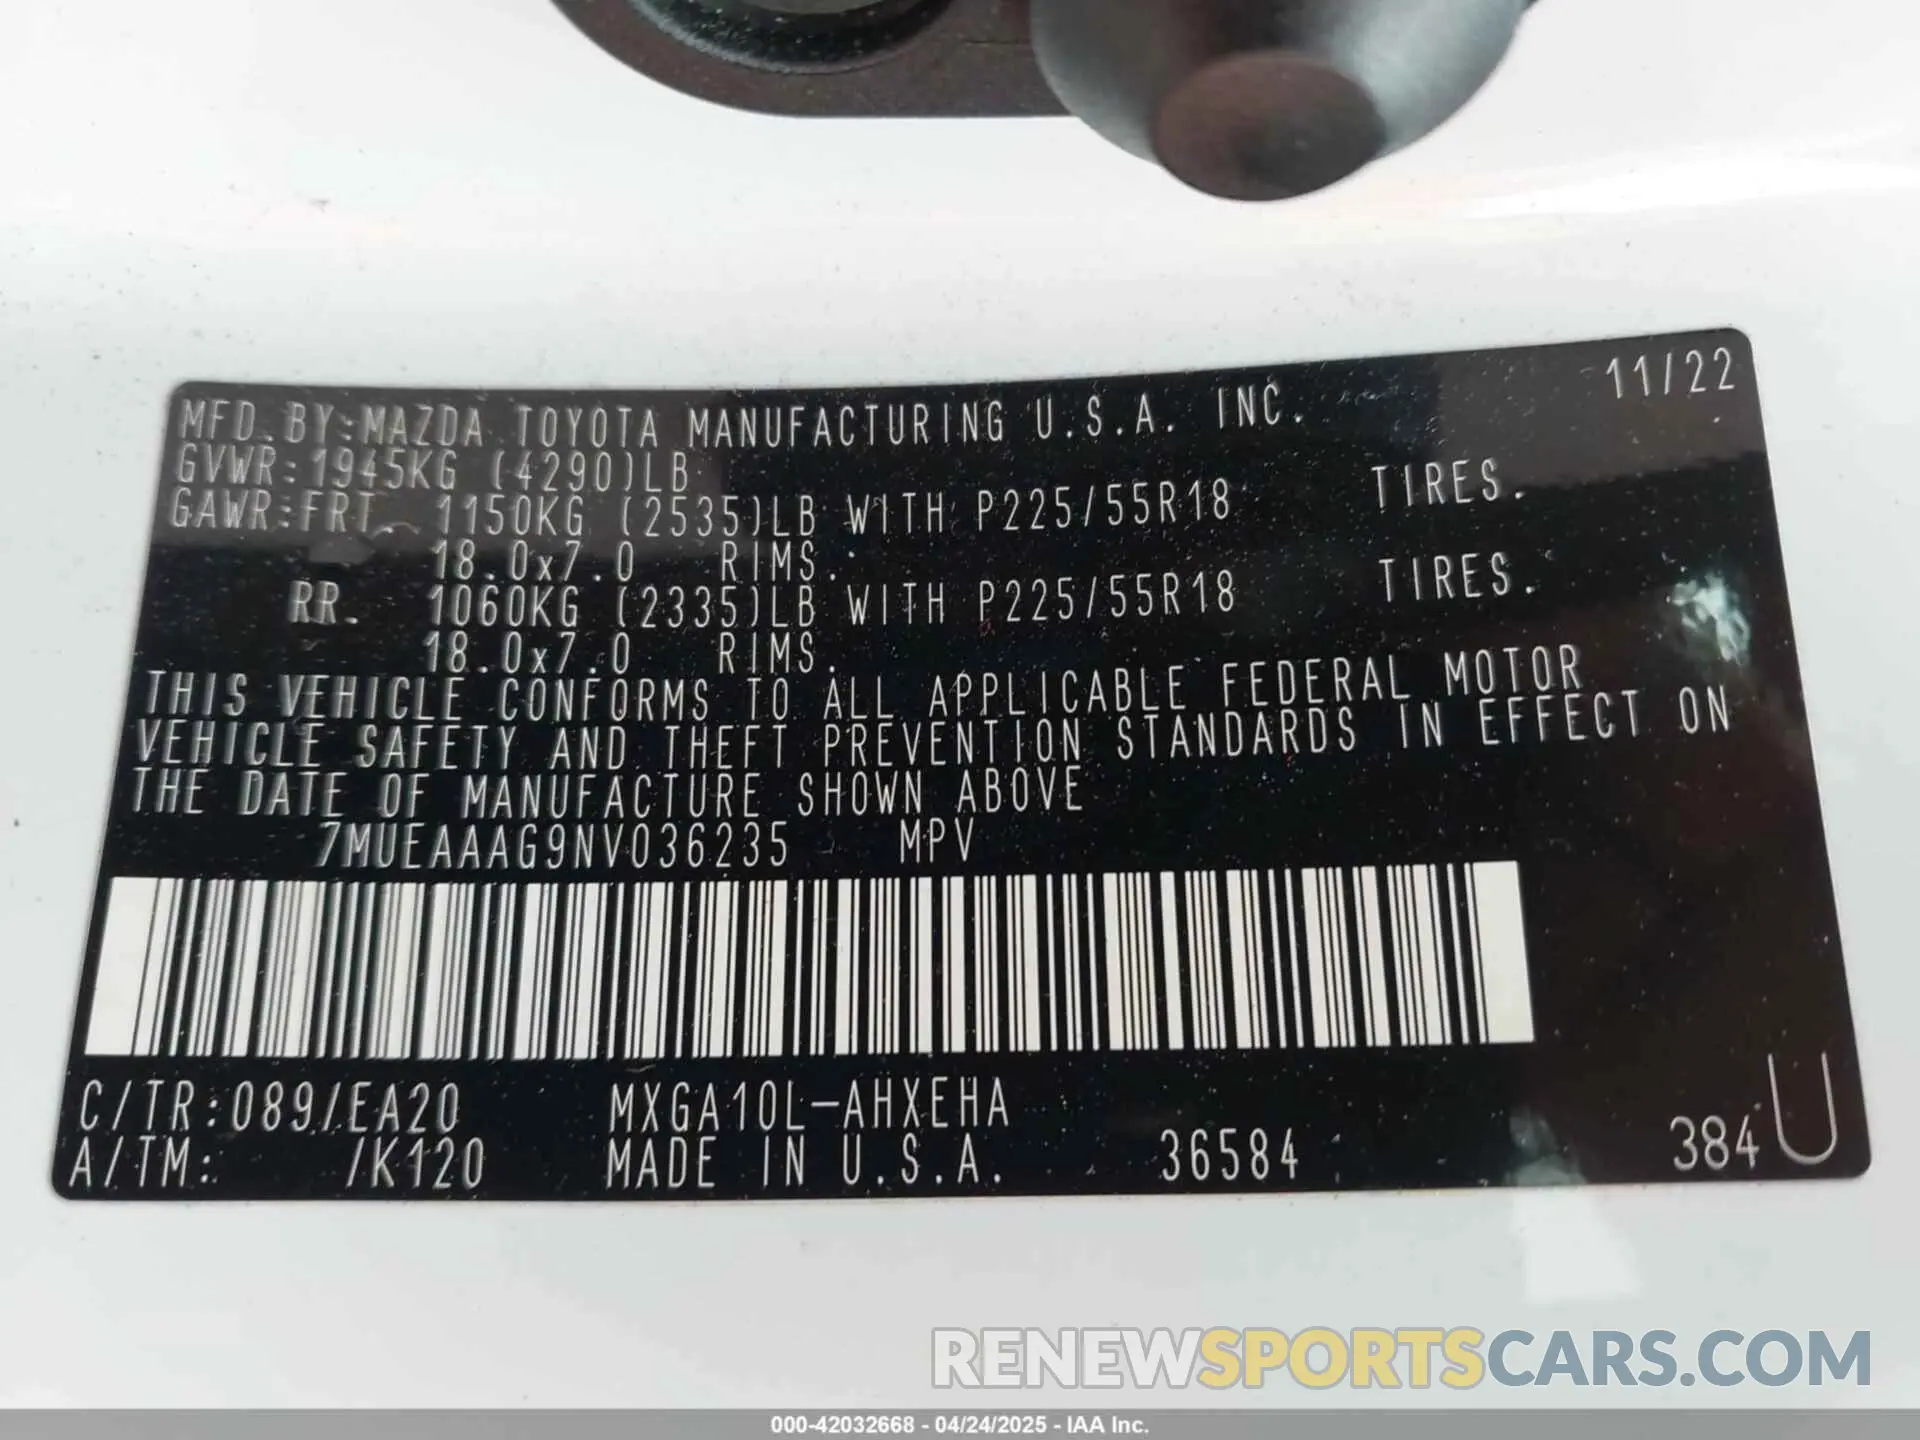 11/22
MFD. BY:MAZDA TOYOTA MANUFACTURING U.S.A. INC.
GVWR:1945KG (4290)LB
GAWR:FRT. 1150KG (2535)LB WITH P225/55R18 TIRES.
18.0x7.0 RIMS.
RR. 1060KG (2335)LB WITH P225/55R18 TIRES.
18.0x7.0 RIMS.
THIS VEHICLE CONFORMS TO ALL APPLICABLE FEDERAL MOTOR
VEHICLE SAFETY AND THEFT PREVENTION STANDARDS IN EFFECT ON
THE DATE OF MANUFACTURE SHOWN ABOVE
7MUEAAAG9NV036235 MPV
C/TR:089/EA20 MXGA10L-AHXEHA
A/TM: /K120 MADE IN U.S.A. 36584 384 U
RENEWSPORTSCARS.COM
000-42032668 - 04/24/2025 - IAA Inc.